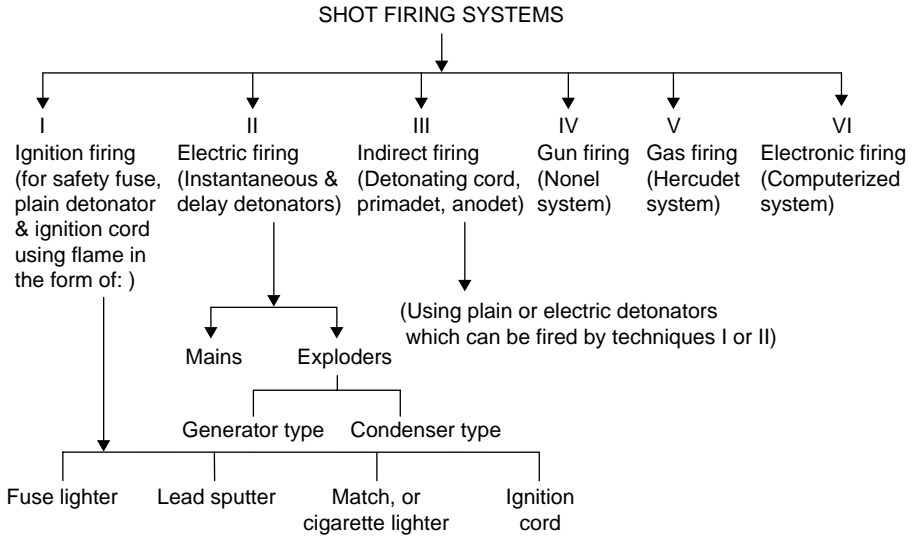 SHOT FIRING SYSTEMS
I
Ignition firing
(for safety fuse,
plain detonator
& ignition cord
using flame in
the form of: )
II
Electric firing
(Instantaneous &
delay detonators)
III
Indirect firing
(Detonating cord,
primadet, anodet)
IV
Gun firing
(Nonel
system)
V
Gas firing
(Hercudet
system)
VI
Electronic firing
(Computerized
system)
(Using plain or electric detonators
which can be fired by techniques I or II)
Mains
Exploders
Generator type
Condenser type
Fuse lighter
Lead sputter
Match, or
cigarette lighter
Ignition
cord